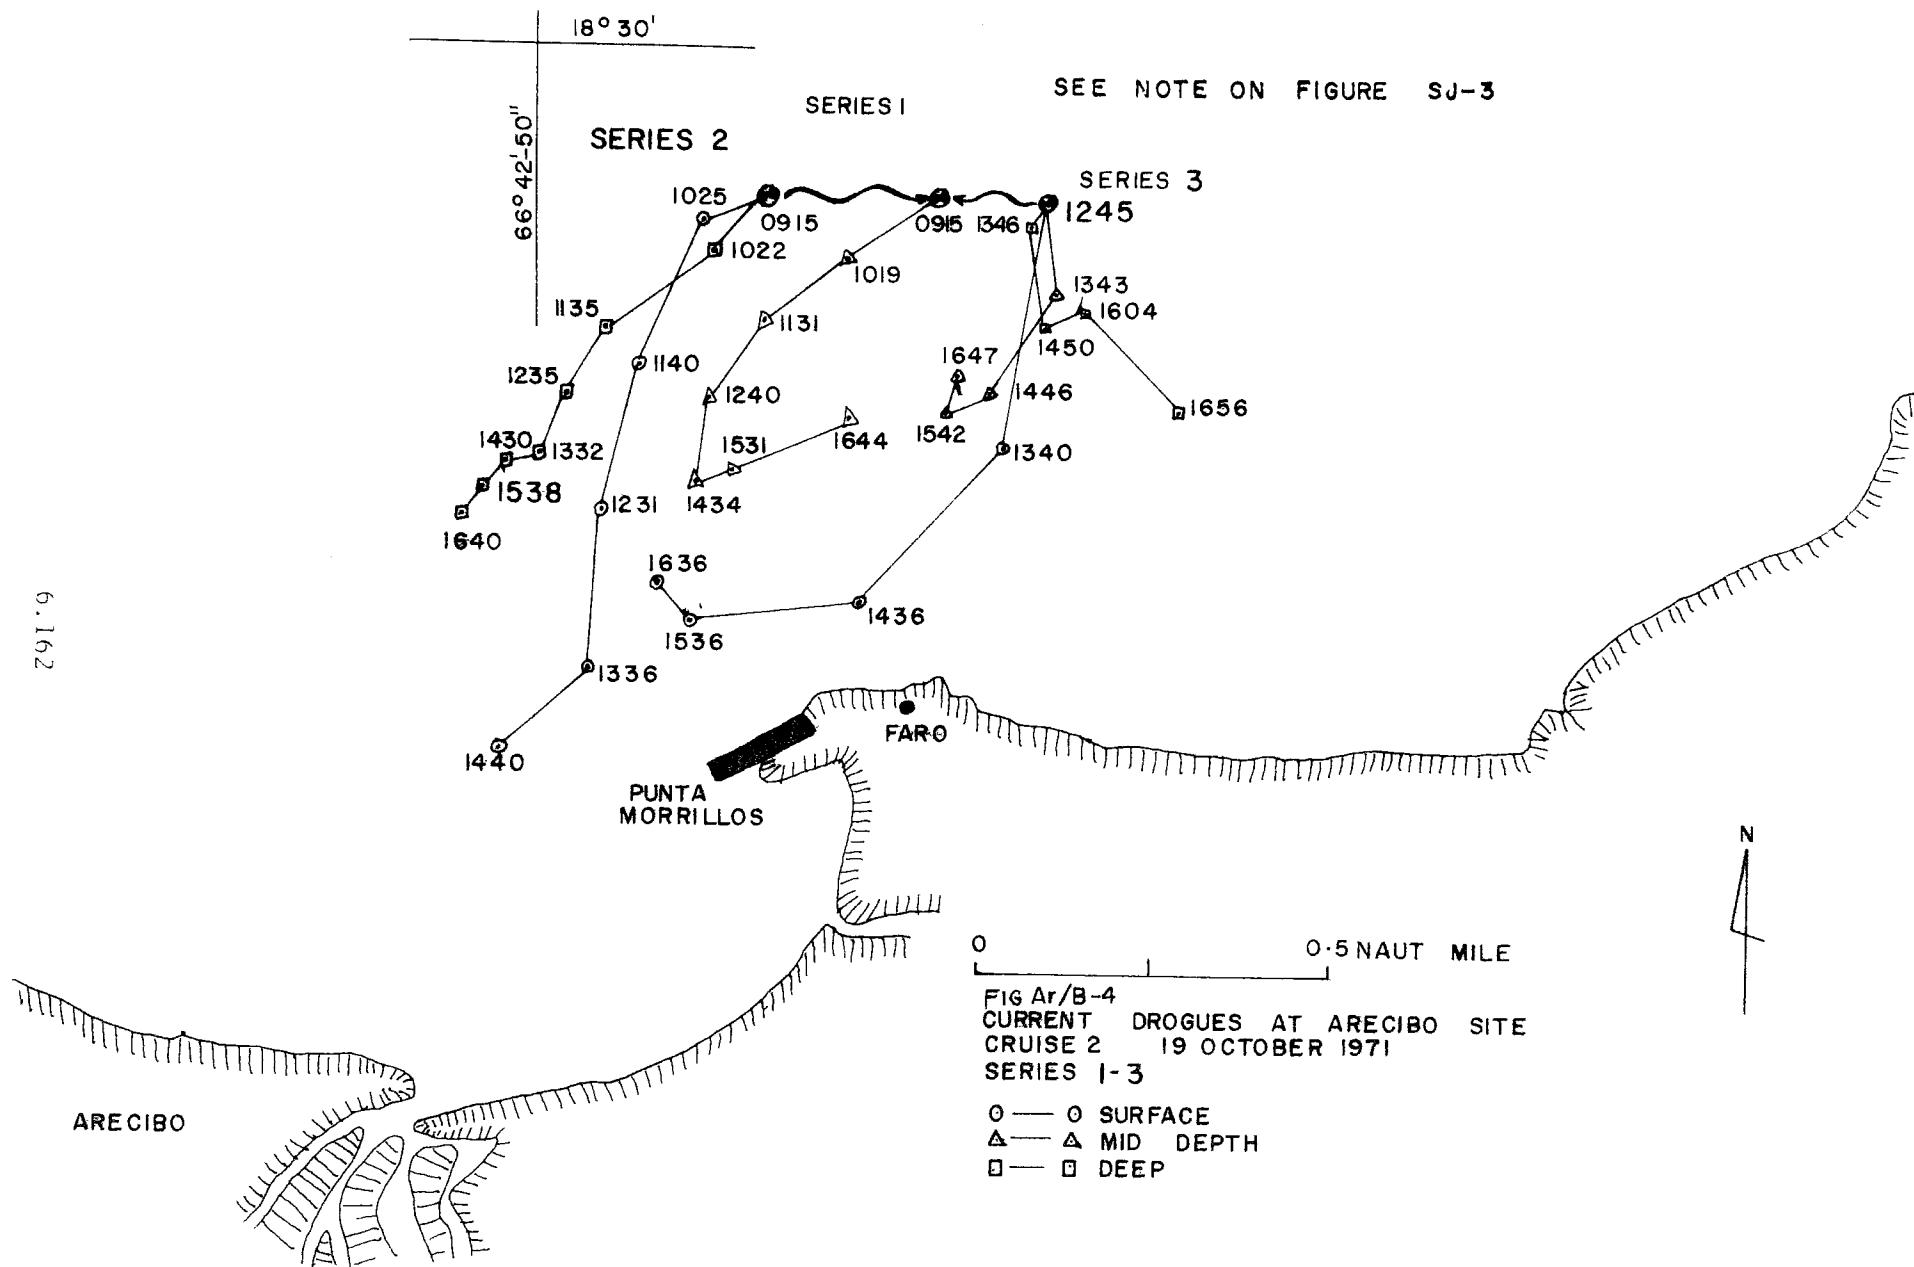 18° 30'
66° 42'-50"
SEE NOTE ON FIGURE SJ-3
SERIES 1
SERIES 2
SERIES 3
1025
0915
0915
1346
1245
1022
1019
1343
1604
1135
1131
1450
1140
1647
1235
1240
1446
1656
1644
1542
1430
1332
1531
1340
1538
1434
1231
1640
1636
1436
1536
1336
1440
FARO
PUNTA
MORRILLOS
N
0 0.5 NAUT MILE
FIG Ar/B-4
CURRENT DROGUES AT ARECIBO SITE
CRUISE 2 19 OCTOBER 1971
SERIES 1-3
SURFACE
MID DEPTH
DEEP
ARECIBO
6.162